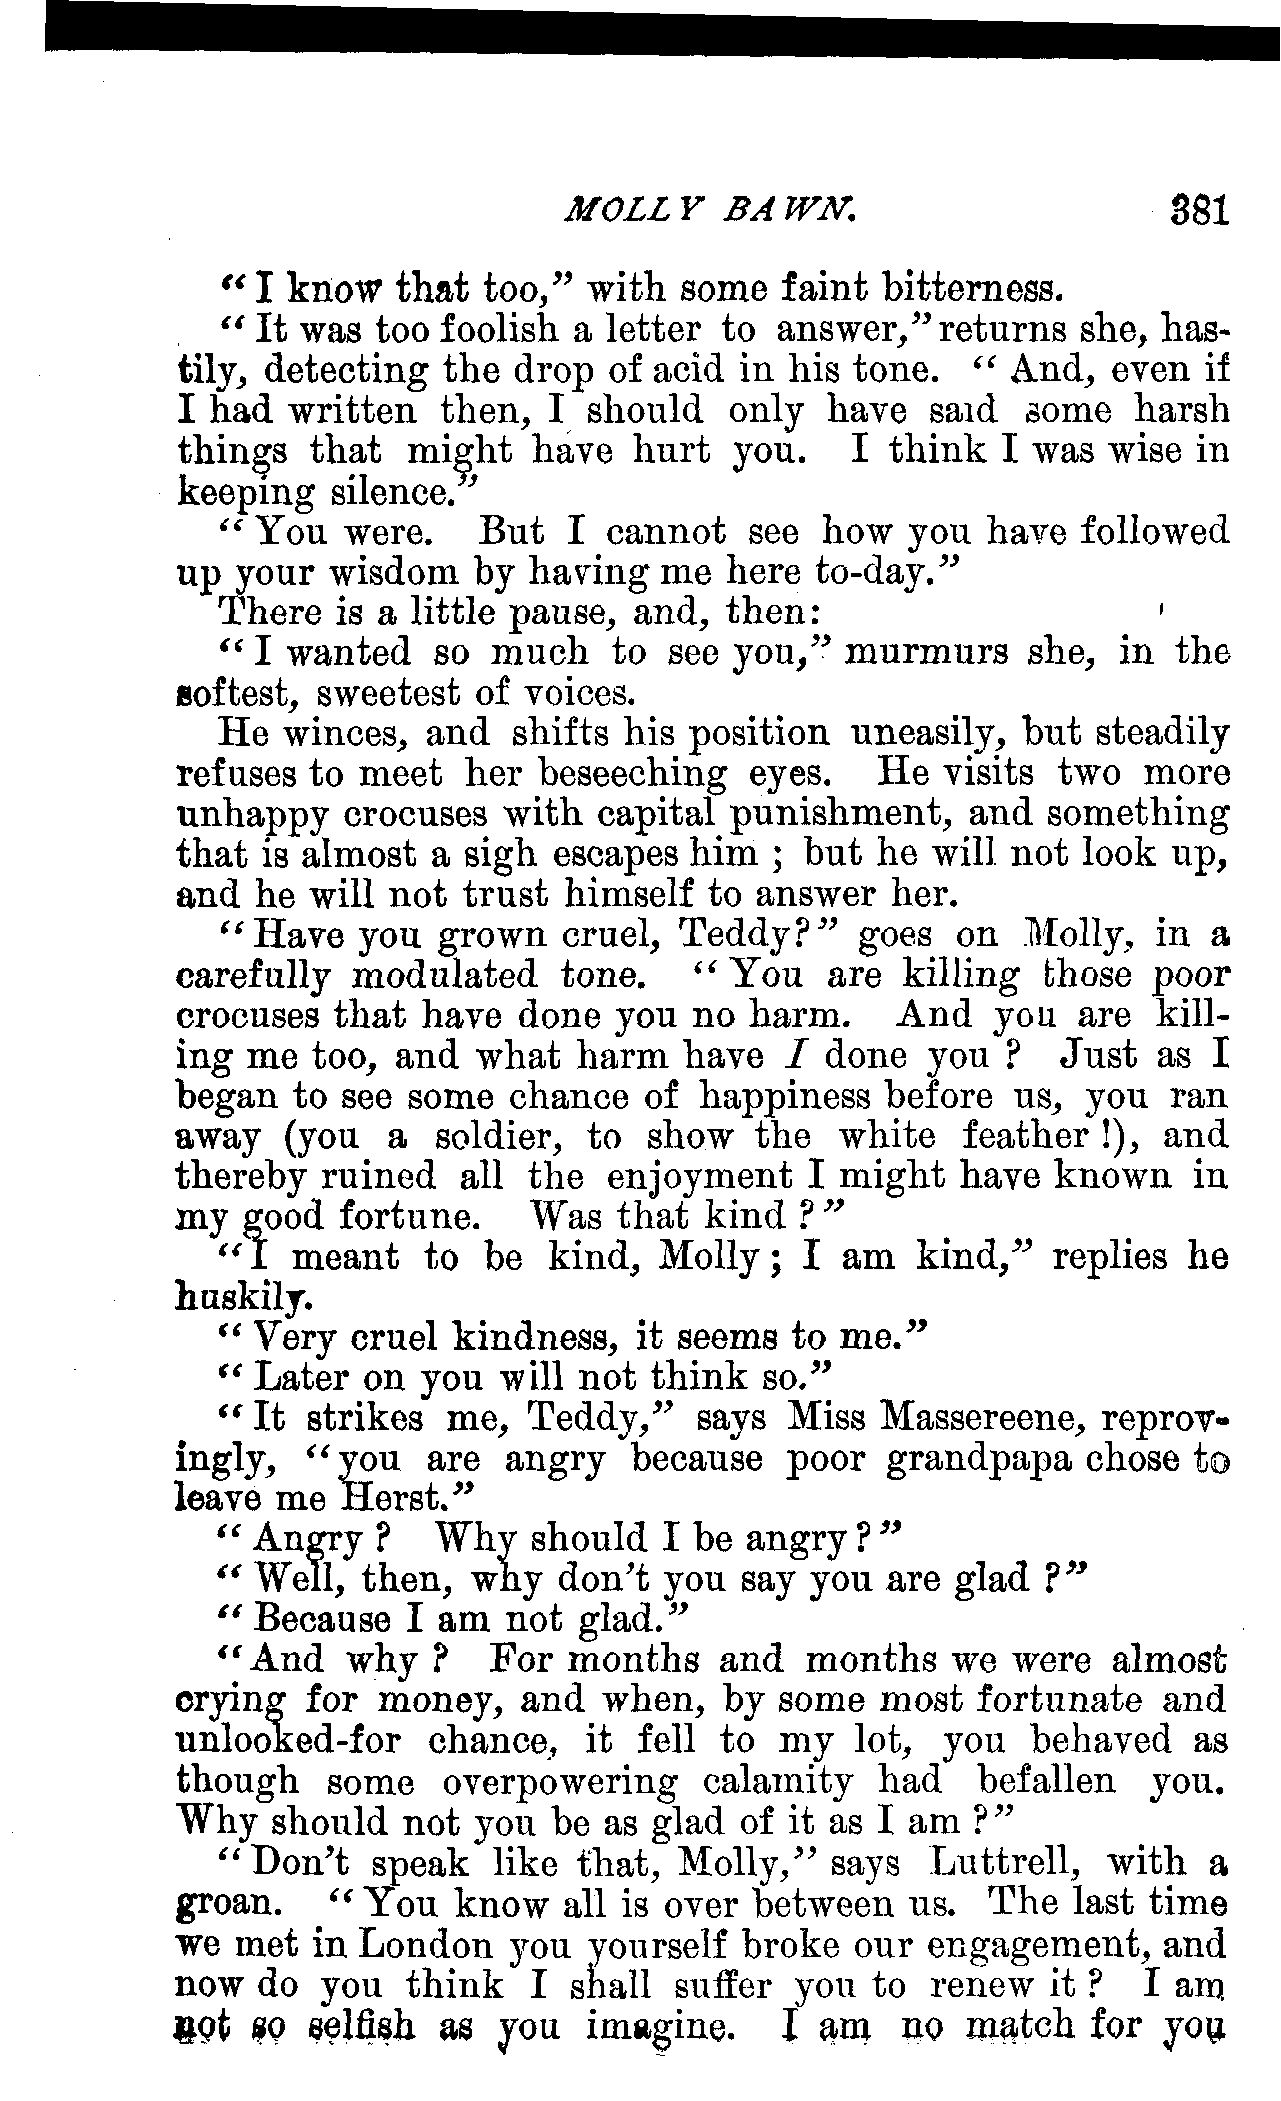 MOLLY BAWN. 381
"I know that too," with some faint bitterness.
"It was too foolish a letter to answer," returns she, has-
tily, detecting the drop of acid in his tone. "And, even if
I had written then, I should only have said some harsh
things that might have hurt you. I think I was wise in
keeping silence."
"You were. But I cannot see how you have followed
up your wisdom by having me here to-day."
There is a little pause, and, then:
"I wanted so much to see you," murmurs she, in the
softest, sweetest of voices.
He winces, and shifts his position uneasily, but steadily
refuses to meet her beseeching eyes. He visits two more
unhappy crocuses with capital punishment, and something
that is almost a sigh escapes him; but he will not look up,
and he will not trust himself to answer her.
"Have you grown cruel, Teddy?" goes on Molly, in a
carefully modulated tone. "You are killing those poor
crocuses that have done you no harm. And you are kill-
ing me too, and what harm have I done you? Just as I
began to see some chance of happiness before us, you ran
away (you a soldier, to show the white feather!), and
thereby ruined all the enjoyment I might have known in
my good fortune. Was that kind?"
"I meant to be kind, Molly; I am kind," replies he
huskily.
"Very cruel kindness, it seems to me."
"Later on you will not think so."
"It strikes me, Teddy," says Miss Massereene, reprov-
ingly, "you are angry because poor grandpapa chose to
leave me Herst."
"Angry? Why should I be angry?"
"Well, then, why don't you say you are glad?"
"Because I am not glad."
"And why? For months and months we were almost
crying for money, and when, by some most fortunate and
unlooked-for chance, it fell to my lot, you behaved as
though some overpowering calamity had befallen you.
Why should not you be as glad of it as I am?"
"Don't speak like that, Molly," says Luttrell, with a
groan. "You know all is over between us. The last time
we met in London you yourself broke our engagement, and
now do you think I shall suffer you to renew it? I am
not so selfish as you imagine. I am no match for you